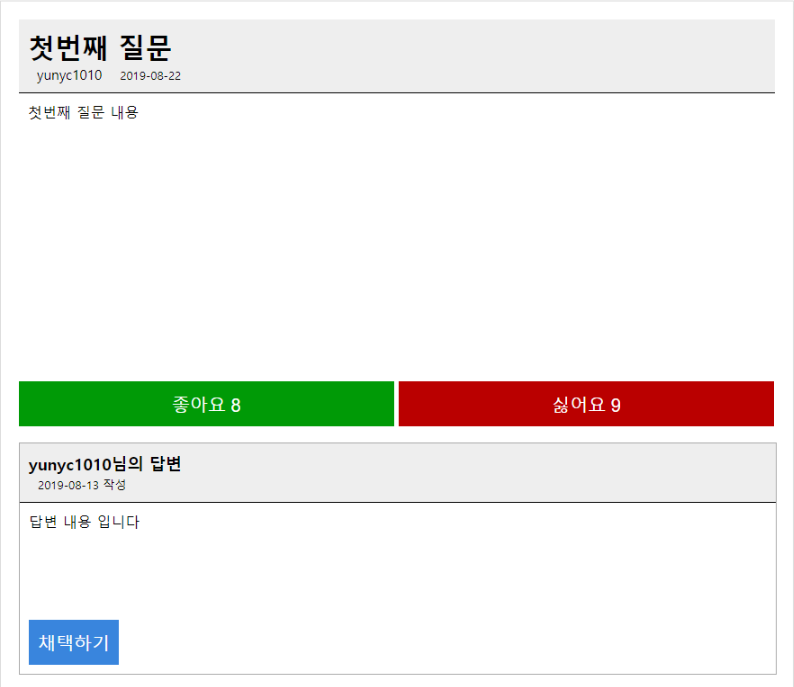 첫번째 질문
yunyc1010 2019-08-22
첫번째 질문 내용
좋아요 8 싫어요 9
yunyc1010님의 답변
2019-08-13 작성
답변 내용 입니다
채택하기